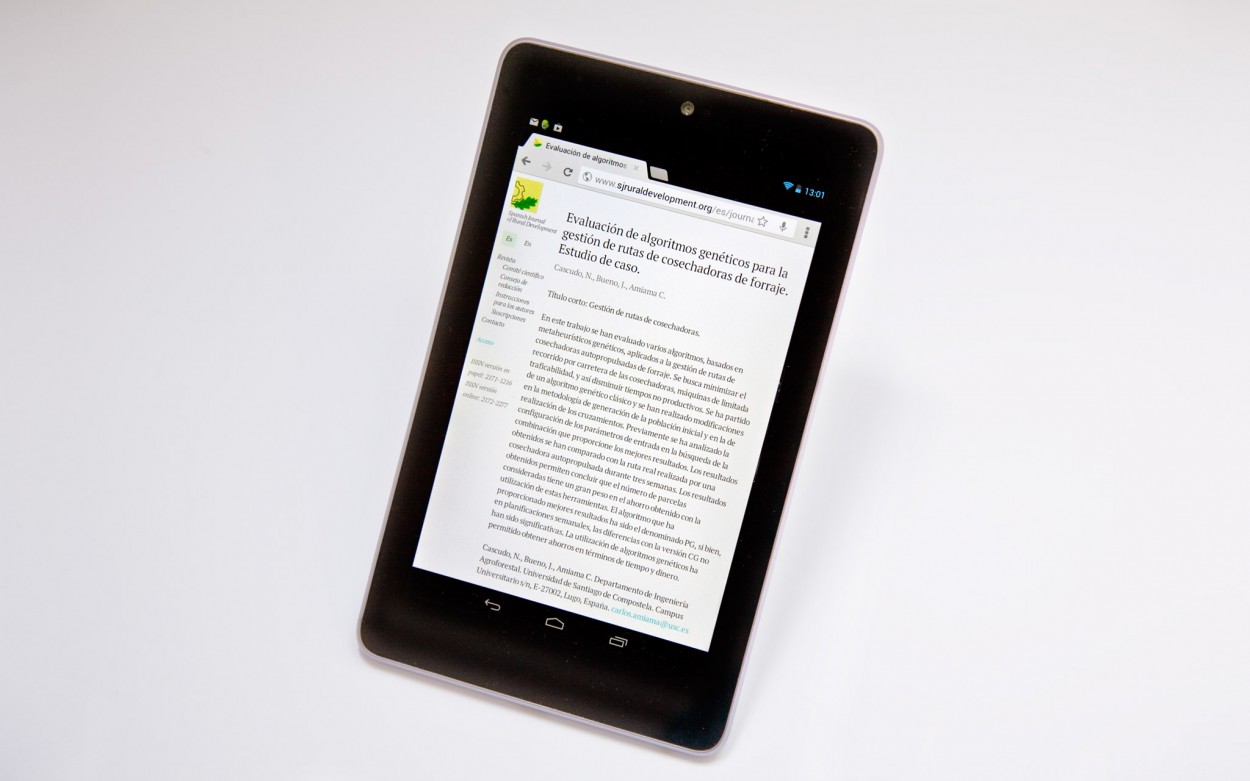 13:01
Evaluación de algoritmos
www.sjruraldevelopment.org/es/journa
Spanish Journal
of Rural Development
Es En
Revista
Comité científico
Consejo de
redacción
Instrucciones
para los autores
Suscripciones
Contacto
Acceso
ISSN versión en
papel: 2171-1216
ISSN versión
online: 2172-2277
Evaluación de algoritmos genéticos para la
gestión de rutas de cosechadoras de forraje.
Estudio de caso.
Cascudo, N., Bueno, J., Amiama C.
Título corto: Gestión de rutas de cosechadoras.
En este trabajo se han evaluado varios algoritmos, basados en
metaheurísticos genéticos, aplicados a la gestión de rutas de
cosechadoras autopropulsadas de forraje. Se busca minimizar el
recorrido por carretera de las cosechadoras, máquinas de limitada
traficabilidad, y así disminuir tiempos no productivos. Se ha partido
de un algoritmo genético clásico y se han realizado modificaciones
en la metodología de generación de la población inicial y en la de
realización de los cruzamientos. Previamente se ha analizado la
configuración de los parámetros de entrada en la búsqueda de la
combinación que proporcione los mejores resultados. Los resultados
obtenidos se han comparado con la ruta real realizada por una
cosechadora autopropulsada durante tres semanas. Los resultados
obtenidos permiten concluir que el número de parcelas
consideradas tiene un gran peso en el ahorro obtenido con la
utilización de estas herramientas. El algoritmo que ha
proporcionado mejores resultados ha sido el denominado PG, si bien,
en planificaciones semanales, las diferencias con la versión CG no
han sido significativas. La utilización de algoritmos genéticos ha
permitido obtener ahorros en términos de tiempo y dinero.
Cascudo, N., Bueno, J., Amiama C. Departamento de Ingeniería
Agroforestal. Universidad de Santiago de Compostela. Campus
Universitario s/n, E-27002, Lugo, España. carlos.amiama@usc.es